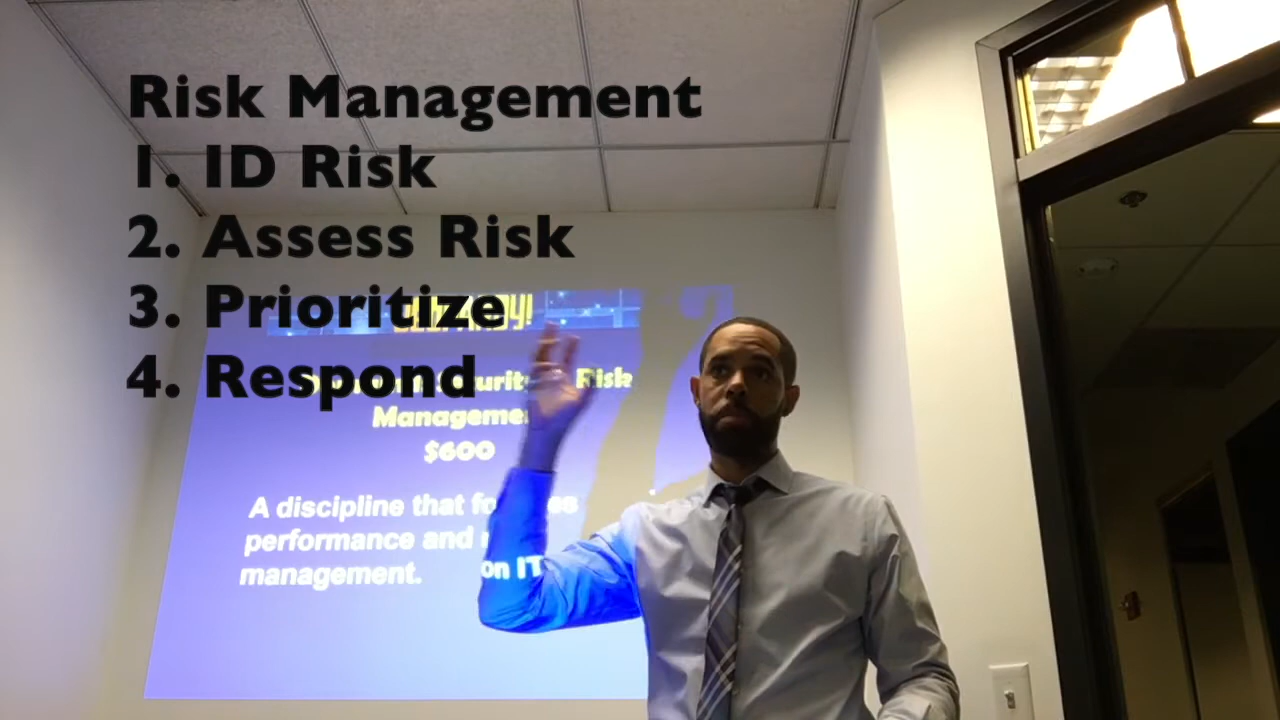 Risk Management
1. ID Risk
2. Assess Risk
3. Prioritize
4. Respond
Risk
Management
$600
A discipline that
performance and
management. on IT